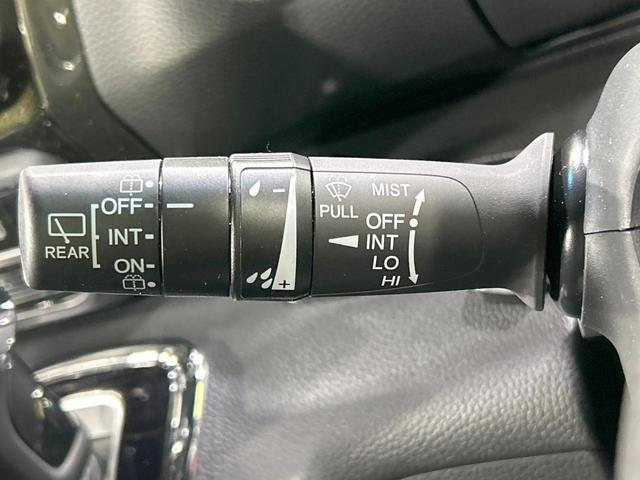 REAR
OFF
INT
ON
−
+
PULL
MIST
OFF
INT
LO
HI